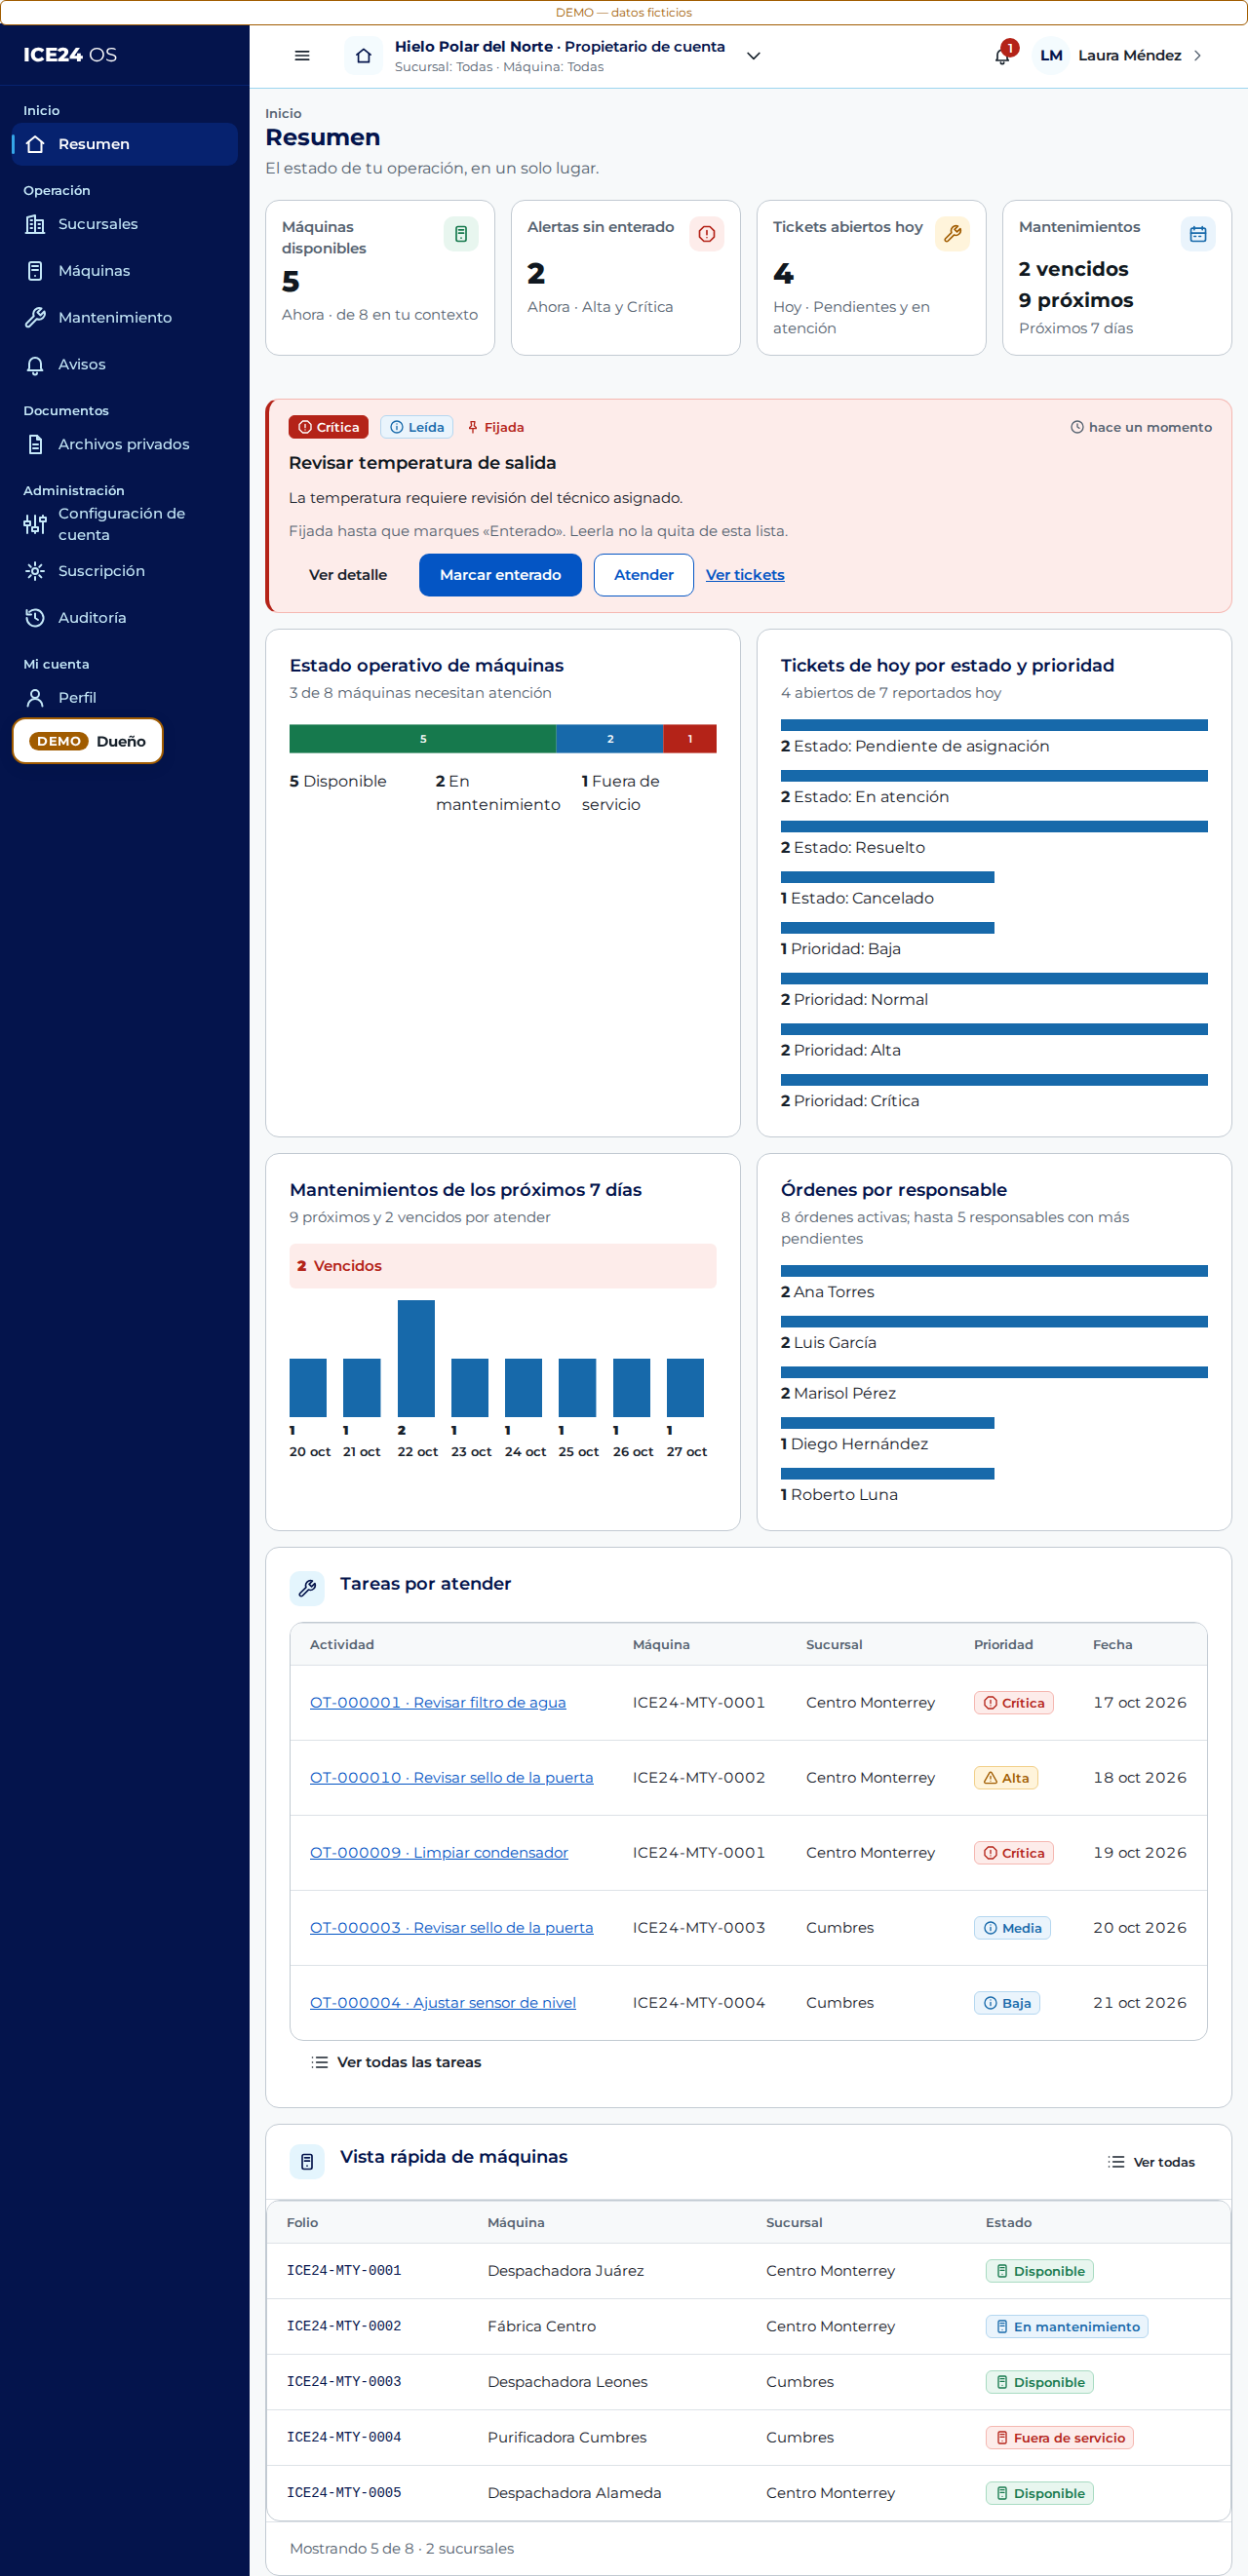 DEMO — datos ficticios
ICE24 OS
Inicio
Resumen
Operación
Sucursales
Máquinas
Mantenimiento
Avisos
Documentos
Archivos privados
Administración
Configuración de
cuenta
Suscripción
Auditoría
Mi cuenta
Perfil
DEMO Dueño
Hielo Polar del Norte · Propietario de cuenta
Sucursal: Todas · Máquina: Todas
1
LM Laura Méndez
Inicio
Resumen
El estado de tu operación, en un solo lugar.
Máquinas
disponibles
5
Ahora · de 8 en tu contexto
Alertas sin enterado
2
Ahora · Alta y Crítica
Tickets abiertos hoy
4
Hoy · Pendientes y en
atención
Mantenimientos
2 vencidos
9 próximos
Próximos 7 días
Crítica Leída Fijada hace un momento
Revisar temperatura de salida
La temperatura requiere revisión del técnico asignado.
Fijada hasta que marques «Enterado». Leerla no la quita de esta lista.
Ver detalle Marcar enterado Atender Ver tickets
Estado operativo de máquinas
3 de 8 máquinas necesitan atención
5 2 1
5 Disponible
2 En
mantenimiento
1 Fuera de
servicio
Tickets de hoy por estado y prioridad
4 abiertos de 7 reportados hoy
2 Estado: Pendiente de asignación
2 Estado: En atención
2 Estado: Resuelto
1 Estado: Cancelado
1 Prioridad: Baja
2 Prioridad: Normal
2 Prioridad: Alta
2 Prioridad: Crítica
Mantenimientos de los próximos 7 días
9 próximos y 2 vencidos por atender
2 Vencidos
1 1 2 1 1 1 1 1
20 oct 21 oct 22 oct 23 oct 24 oct 25 oct 26 oct 27 oct
Órdenes por responsable
8 órdenes activas; hasta 5 responsables con más
pendientes
2 Ana Torres
2 Luis García
2 Marisol Pérez
1 Diego Hernández
1 Roberto Luna
Tareas por atender
Actividad Máquina Sucursal Prioridad Fecha
OT-000001 · Revisar filtro de agua ICE24-MTY-0001 Centro Monterrey Crítica 17 oct 2026
OT-000010 · Revisar sello de la puerta ICE24-MTY-0002 Centro Monterrey Alta 18 oct 2026
OT-000009 · Limpiar condensador ICE24-MTY-0001 Centro Monterrey Crítica 19 oct 2026
OT-000003 · Revisar sello de la puerta ICE24-MTY-0003 Cumbres Media 20 oct 2026
OT-000004 · Ajustar sensor de nivel ICE24-MTY-0004 Cumbres Baja 21 oct 2026
Ver todas las tareas
Vista rápida de máquinas Ver todas
Folio Máquina Sucursal Estado
ICE24-MTY-0001 Despachadora Juárez Centro Monterrey Disponible
ICE24-MTY-0002 Fábrica Centro Centro Monterrey En mantenimiento
ICE24-MTY-0003 Despachadora Leones Cumbres Disponible
ICE24-MTY-0004 Purificadora Cumbres Cumbres Fuera de servicio
ICE24-MTY-0005 Despachadora Alameda Centro Monterrey Disponible
Mostrando 5 de 8 · 2 sucursales